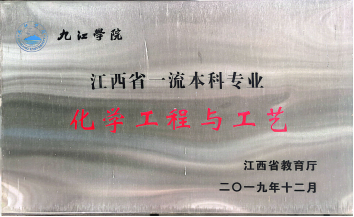 九江学院
江西省一流本科专业
化学工程与工艺
江西省教育厅
二〇一九年十二月